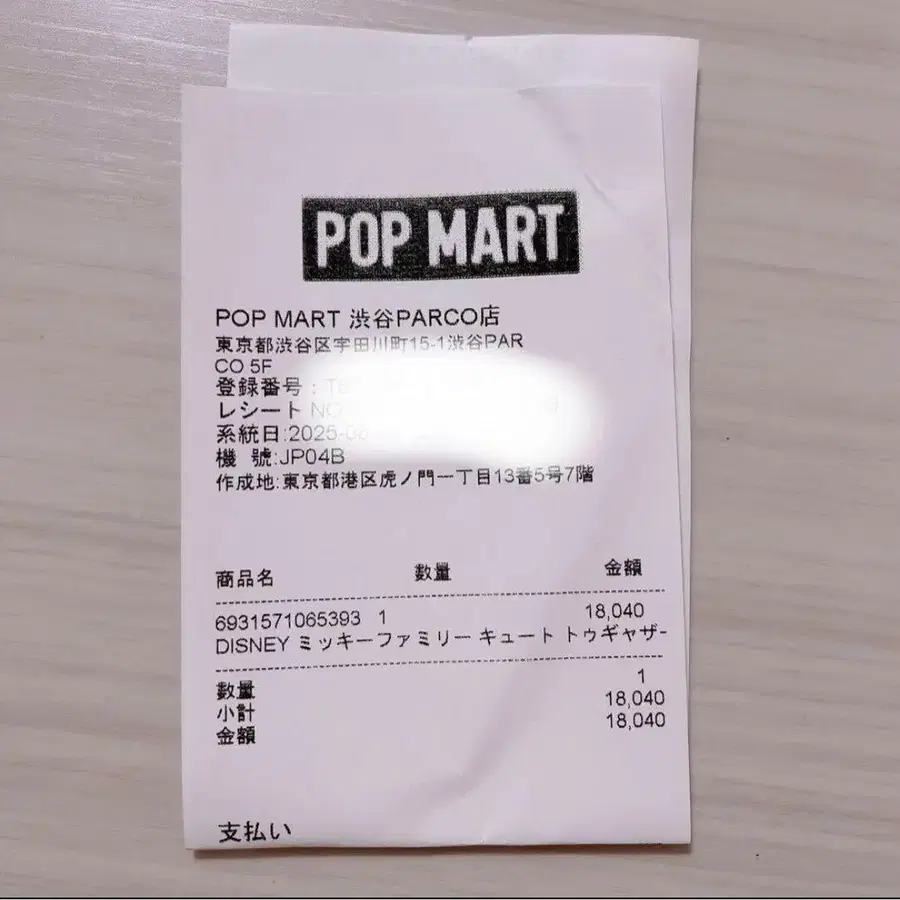 POP MART
POP MART 渋谷PARCO店
東京都渋谷区宇田川町15-1渋谷PAR
CO 5F
登録番号:
レシート NO
系統日:2025-
機 號:JP04B
作成地:東京都港区虎ノ門一丁目13番5号7階
商品名 数量 金額
6931571065393 1 18,040
DISNEY ミッキーファミリー キュート トゥギャザ-
数量 1
小計 18,040
金額 18,040
支払い